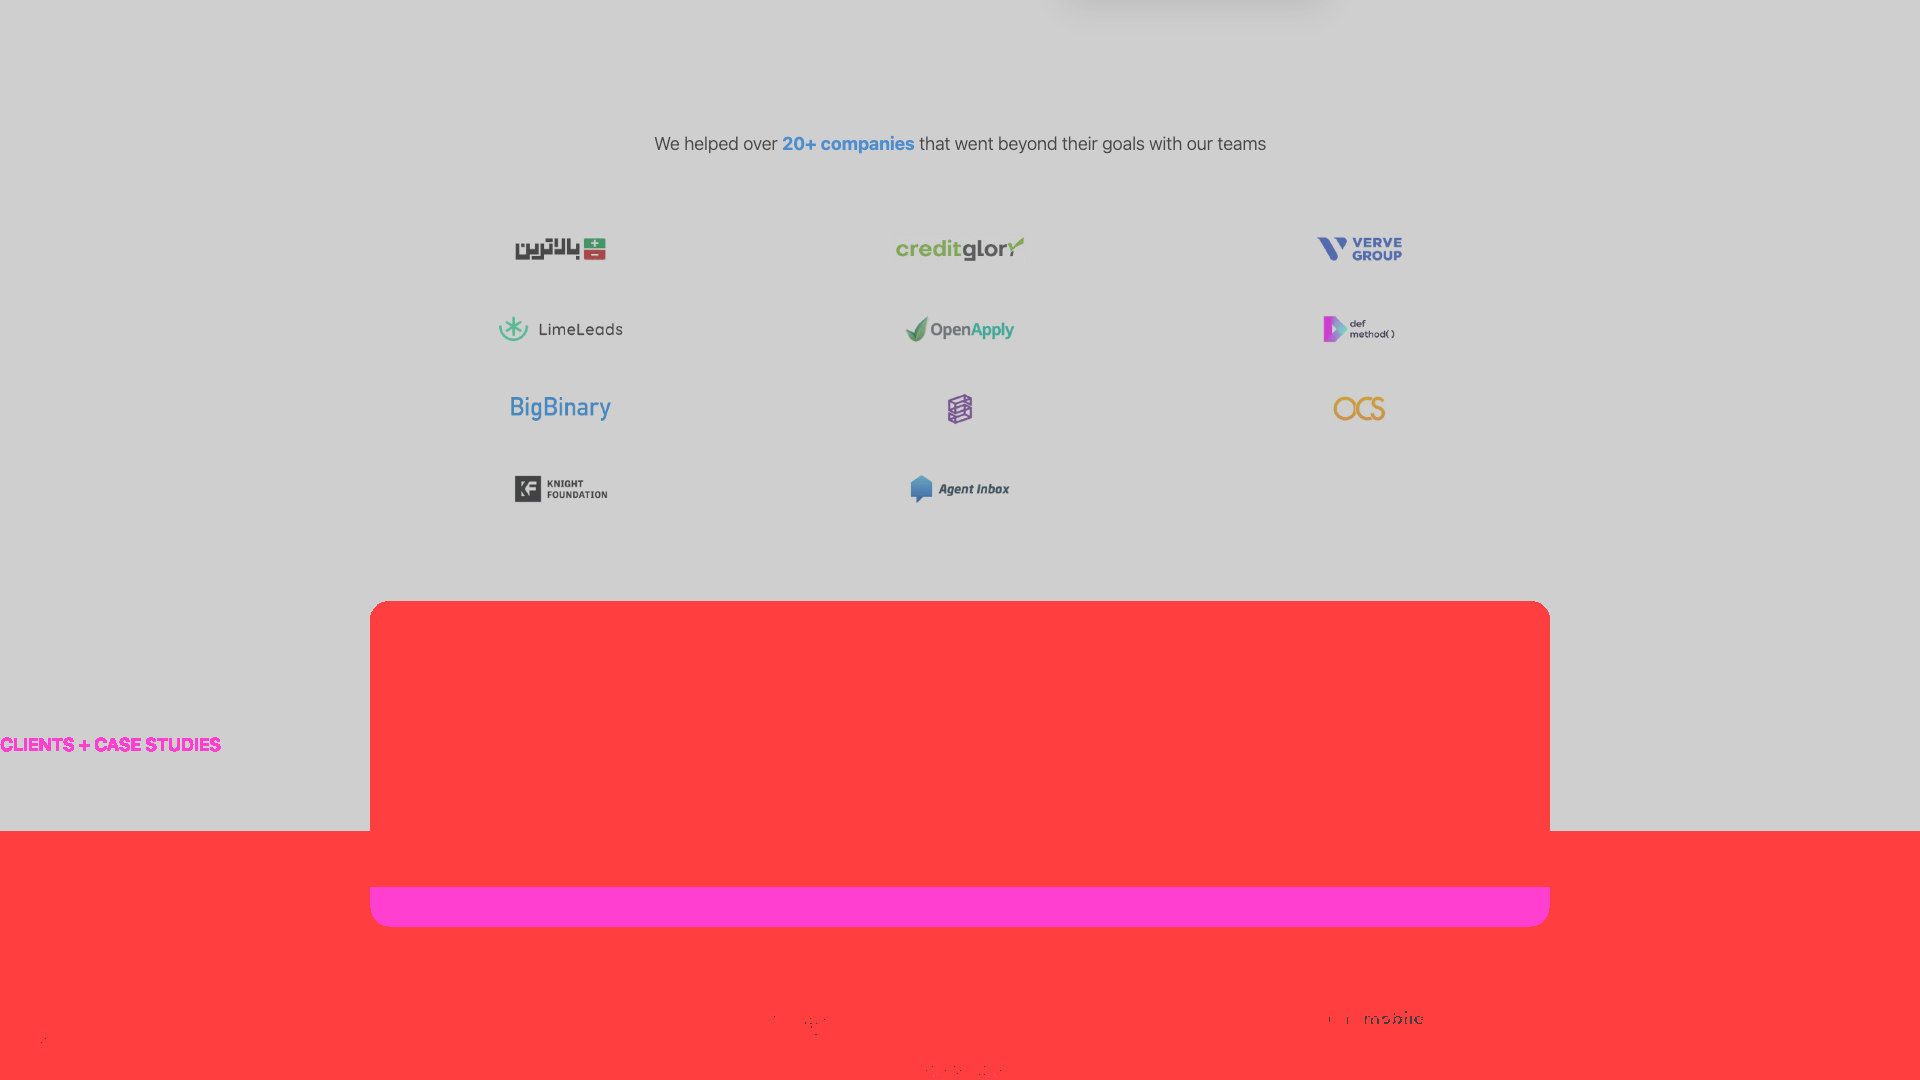 We helped over 20+ companies that went beyond their goals with our teams
بالاترین
creditglory
VERVE
GROUP
LimeLeads
OpenApply
def
method()
BigBinary
OCS
KNIGHT
FOUNDATION
Agent Inbox
CLIENTS + CASE STUDIES
mobile